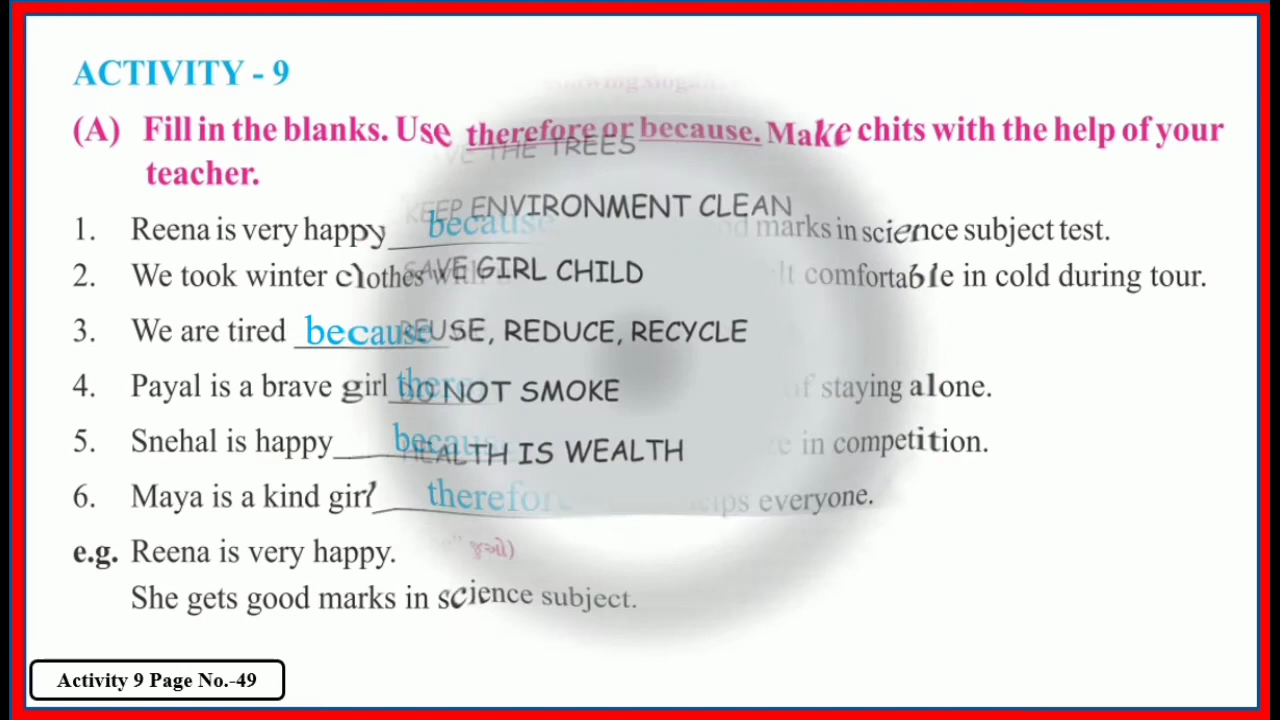 ACTIVITY - 9
(A) Fill in the blanks. Use therefore or because. Make chits with the help of your
teacher.
THE TREES
KEEP ENVIRONMENT CLEAN
1. Reena is very happy because marks in science subject test.
SAVE GIRL CHILD
2. We took winter clothes comfortable in cold during tour.
REUSE, REDUCE, RECYCLE
3. We are tired because
DO NOT SMOKE
4. Payal is a brave girl staying alone.
HEALTH IS WEALTH
5. Snehal is happy in competition.
6. Maya is a kind girl therefore everyone.
e.g. Reena is very happy.
She gets good marks in science subject.
Activity 9 Page No.-49